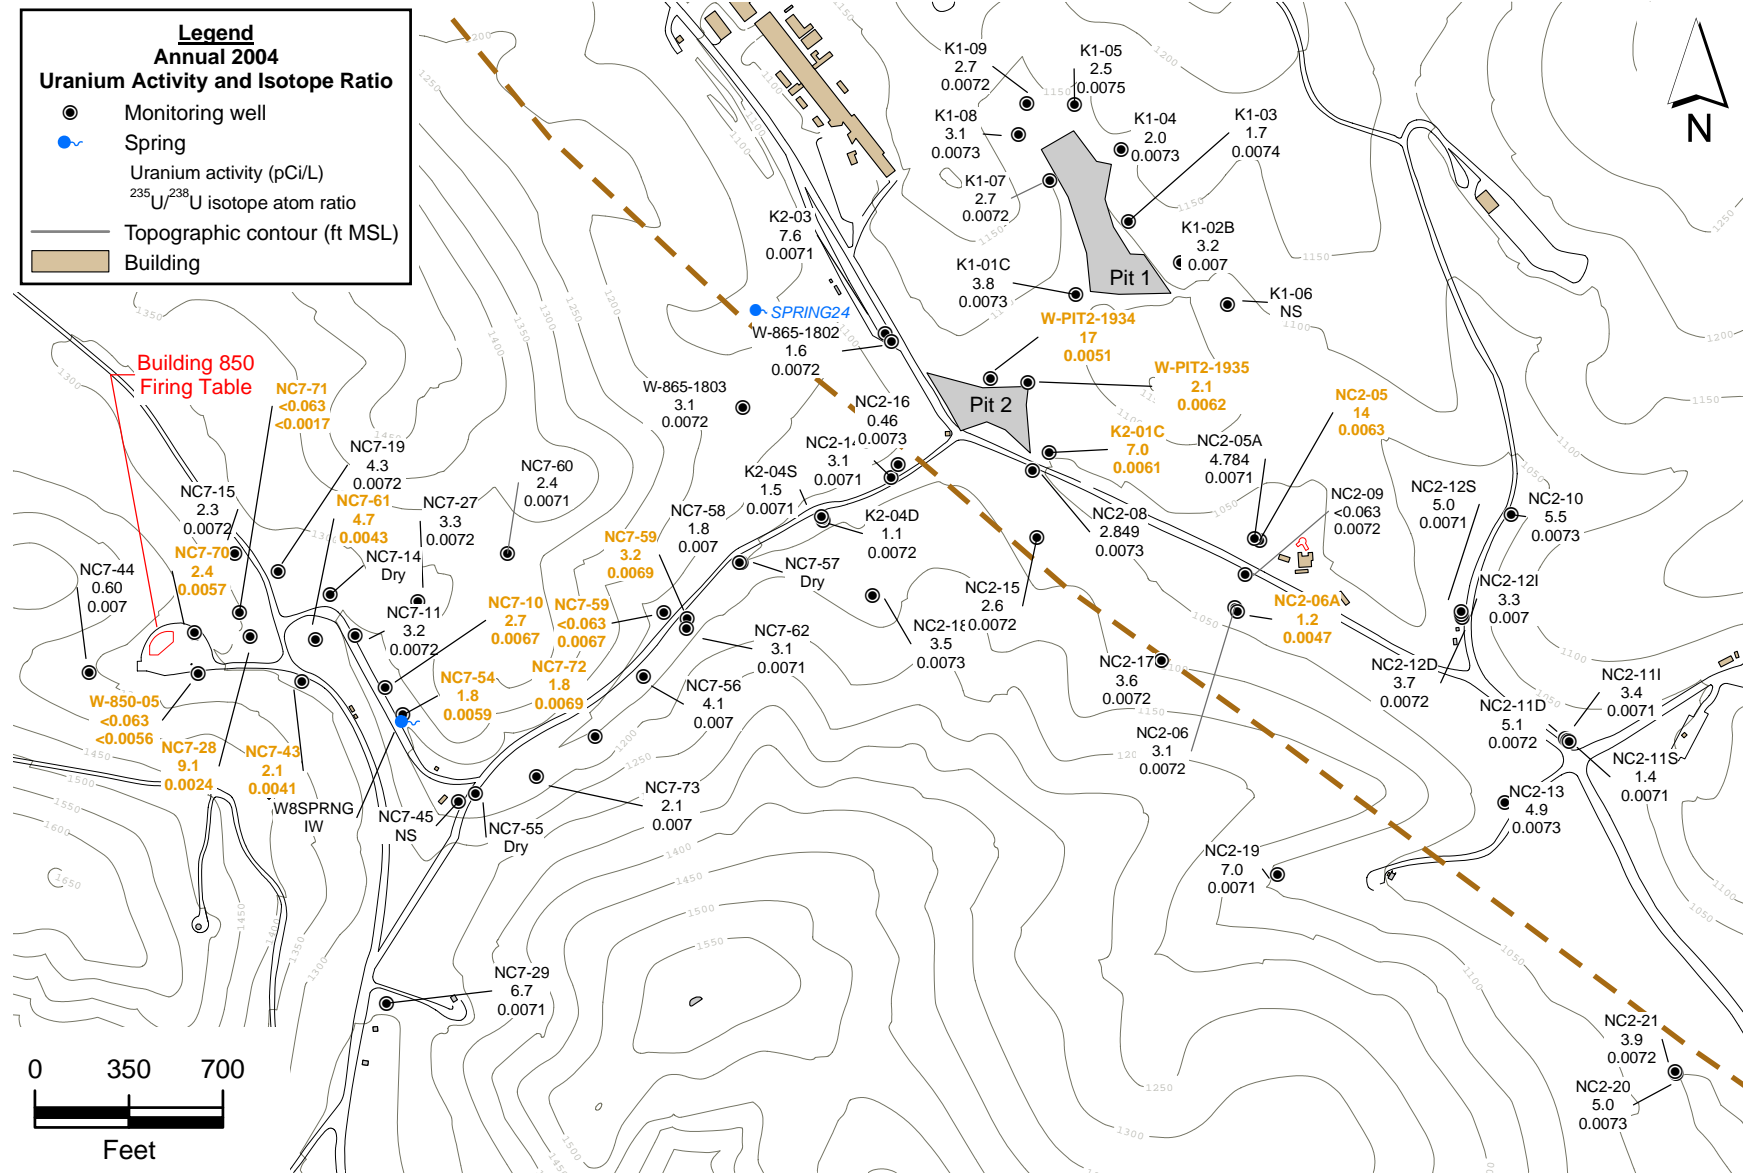 Legend
Annual 2004
Uranium Activity and Isotope Ratio
Monitoring well
Spring
Uranium activity (pCi/L)
235U/238U isotope atom ratio
Topographic contour (ft MSL)
Building
N
K1-09
2.7
0.0072
K1-05
2.5
0.0075
K1-08
3.1
0.0073
K1-04
2.0
0.0073
K1-03
1.7
0.0074
K1-07
2.7
0.0072
K1-02B
3.2
0.007
K1-01C
3.8
0.0073
Pit 1
K1-06
NS
K2-03
7.6
0.0071
SPRING24
W-865-1802
1.6
0.0072
W-PIT2-1934
17
0.0051
W-PIT2-1935
2.1
0.0062
Pit 2
W-865-1803
3.1
0.0072
NC2-16
0.46
0.0073
NC2-14
3.1
0.0071
K2-01C
7.0
0.0061
NC2-05A
4.784
0.0071
NC2-05
14
0.0063
NC2-09
<0.063
0.0072
NC2-12S
5.0
0.0071
NC2-10
5.5
0.0073
NC2-12I
3.3
0.007
NC2-12D
3.7
0.0072
NC2-08
2.849
0.0073
NC2-06A
1.2
0.0047
NC2-15
2.6
0.0072
NC2-18
3.5
0.0073
NC2-17
3.6
0.0072
NC2-06
3.1
0.0072
NC2-11I
3.4
0.0071
NC2-11D
5.1
0.0072
NC2-11S
1.4
0.0071
NC2-13
4.9
0.0073
NC2-19
7.0
0.0071
NC2-21
3.9
0.0072
NC2-20
5.0
0.0073
Building 850
Firing Table
NC7-71
<0.063
<0.0017
NC7-19
4.3
0.0072
NC7-15
2.3
0.0072
NC7-61
4.7
0.0043
NC7-27
3.3
0.0072
NC7-60
2.4
0.0071
NC7-70
2.4
0.0057
NC7-44
0.60
0.007
NC7-14
Dry
NC7-11
3.2
0.0072
NC7-10
2.7
0.0067
NC7-59
3.2
0.0069
NC7-59
<0.063
0.0067
NC7-58
1.8
0.007
K2-04S
1.5
0.0071
K2-04D
1.1
0.0072
NC7-57
Dry
NC7-62
3.1
0.0071
NC7-56
4.1
0.007
NC7-54
1.8
0.0059
NC7-72
1.8
0.0069
NC7-73
2.1
0.007
W-850-05
<0.063
<0.0056
NC7-28
9.1
0.0024
NC7-43
2.1
0.0041
W8SPRNG
IW
NC7-45
NS
NC7-55
Dry
NC7-29
6.7
0.0071
0 350 700
Feet